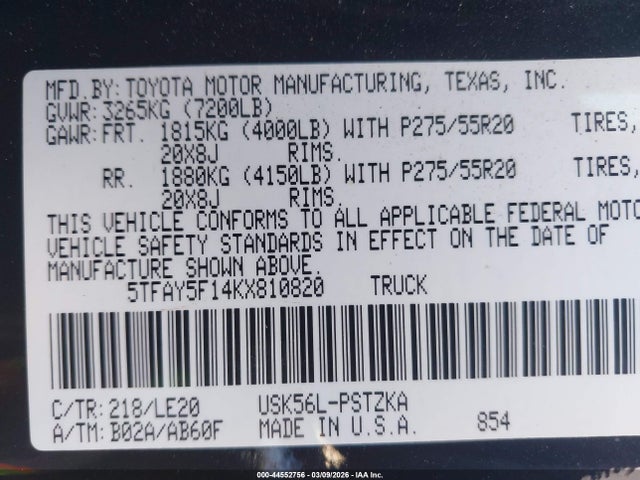 MFD.BY:TOYOTA MOTOR MANUFACTURING, TEXAS, INC.
GVWR:3265KG (7200LB)
GAWR:FRT. 1815KG (4000LB) WITH P275/55R20 TIRES,
20X8J RIMS.
RR. 1880KG (4150LB) WITH P275/55R20 TIRES,
20X8J RIMS.
THIS VEHICLE CONFORMS TO ALL APPLICABLE FEDERAL MOTO
VEHICLE SAFETY STANDARDS IN EFFECT ON THE DATE OF
MANUFACTURE SHOWN ABOVE.
5TFAY5F14KX810820 TRUCK
C/TR:218/LE20 USK56L-PSTZKA
A/TM:B02A/AB60F MADE IN U.S.A. 854
000-44552756 - 03/09/2026 - IAA Inc.